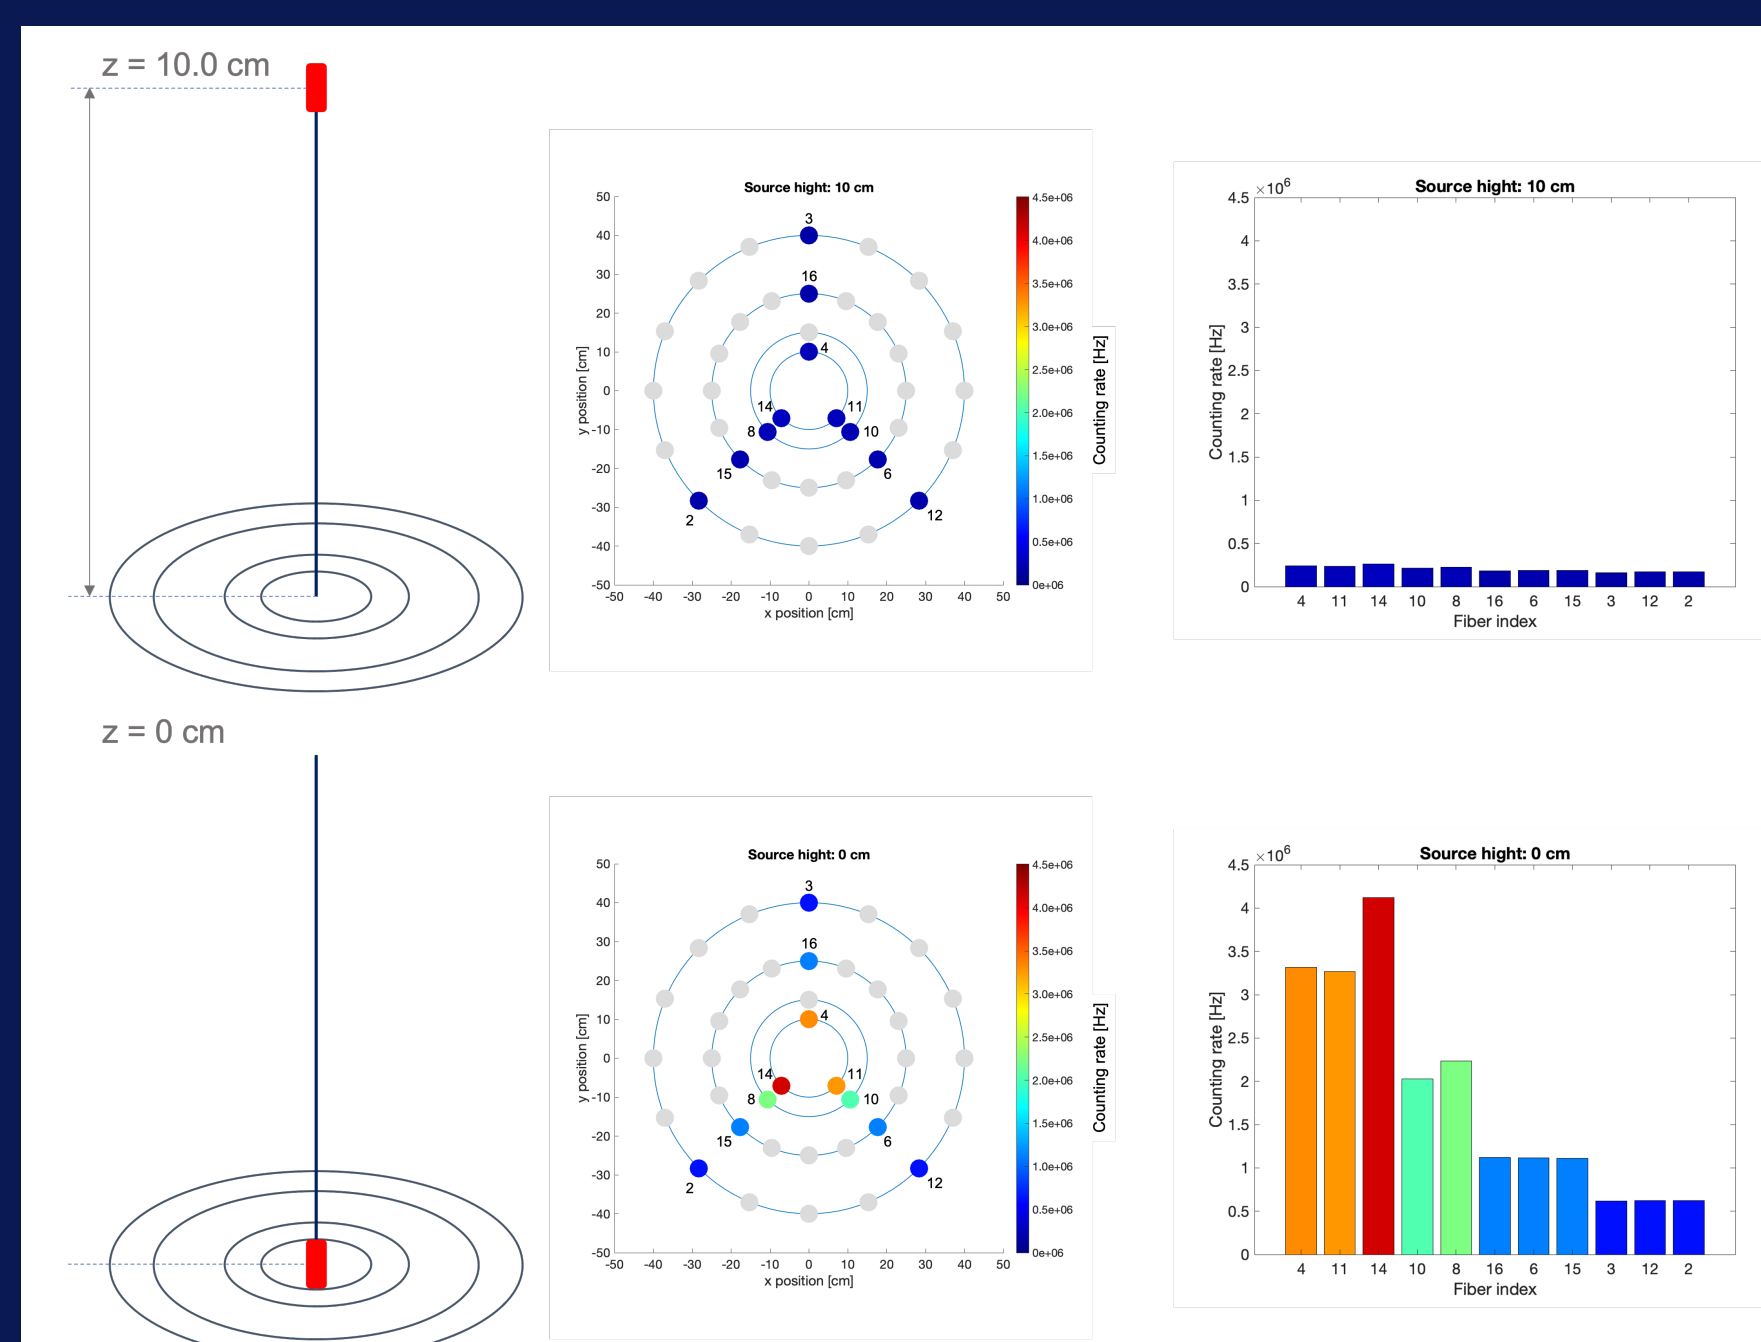 z = 10.0 cm
Source hight: 10 cm
50
40
30
20
10
0
-10
-20
-30
-40
-50
-50 -40 -30 -20 -10 0 10 20 30 40 50
x position [cm]
y position [cm]
3
16
4
14
11
8
10
15
6
2
12
4.5e+06
4.0e+06
3.5e+06
3.0e+06
2.5e+06
2.0e+06
1.5e+06
1.0e+06
0.5e+06
0e+06
Counting rate [Hz]
Source hight: 10 cm
×10⁶
4.5
4
3.5
3
2.5
2
1.5
1
0.5
0
Counting rate [Hz]
4 11 14 10 8 16 6 15 3 12 2
Fiber index
z = 0 cm
Source hight: 0 cm
50
40
30
20
10
0
-10
-20
-30
-40
-50
-50 -40 -30 -20 -10 0 10 20 30 40 50
x position [cm]
y position [cm]
3
16
4
14
11
8
10
15
6
2
12
4.5e+06
4.0e+06
3.5e+06
3.0e+06
2.5e+06
2.0e+06
1.5e+06
1.0e+06
0.5e+06
0e+06
Counting rate [Hz]
Source hight: 0 cm
×10⁶
4.5
4
3.5
3
2.5
2
1.5
1
0.5
0
Counting rate [Hz]
4 11 14 10 8 16 6 15 3 12 2
Fiber index